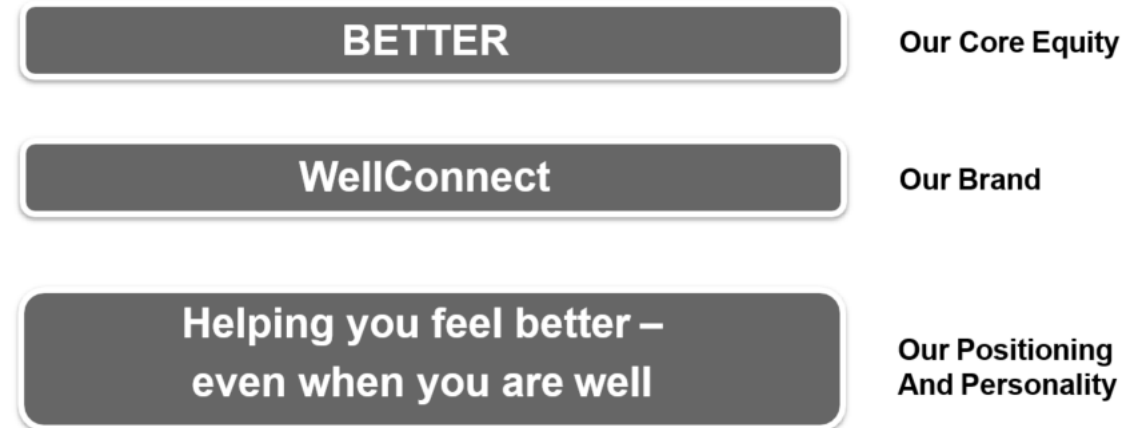 BETTER
Our Core Equity
WellConnect
Our Brand
Helping you feel better –
even when you are well
Our Positioning
And Personality